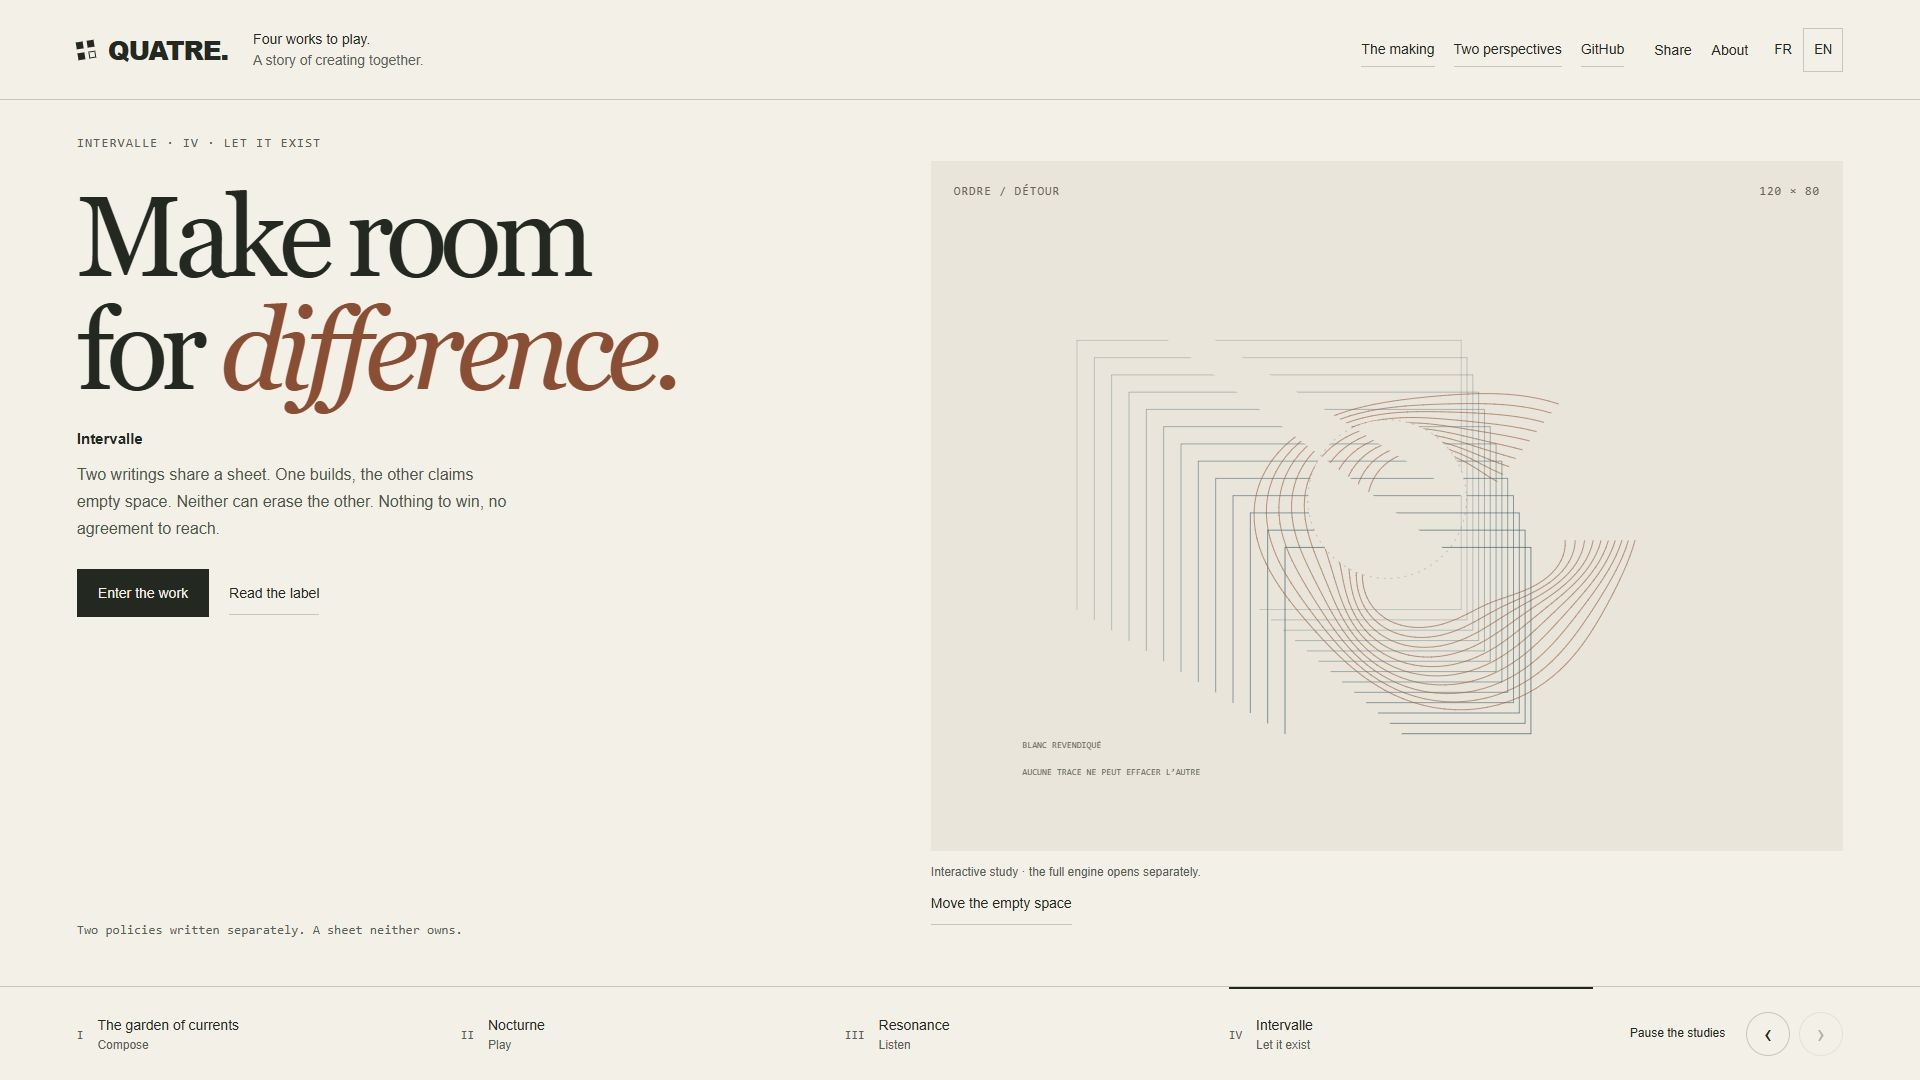 QUATRE.
Four works to play.
A story of creating together.
The making
Two perspectives
GitHub
Share
About
FR
EN
INTERVALLE · IV · LET IT EXIST
Make room
for difference.
Intervalle
Two writings share a sheet. One builds, the other claims
empty space. Neither can erase the other. Nothing to win, no
agreement to reach.
Enter the work
Read the label
Two policies written separately. A sheet neither owns.
ORDRE / DÉTOUR
120 × 80
BLANC REVENDIQUÉ
AUCUNE TRACE NE PEUT EFFACER L’AUTRE
Interactive study · the full engine opens separately.
Move the empty space
I
The garden of currents
Compose
II
Nocturne
Play
III
Resonance
Listen
IV
Intervalle
Let it exist
Pause the studies
‹
›